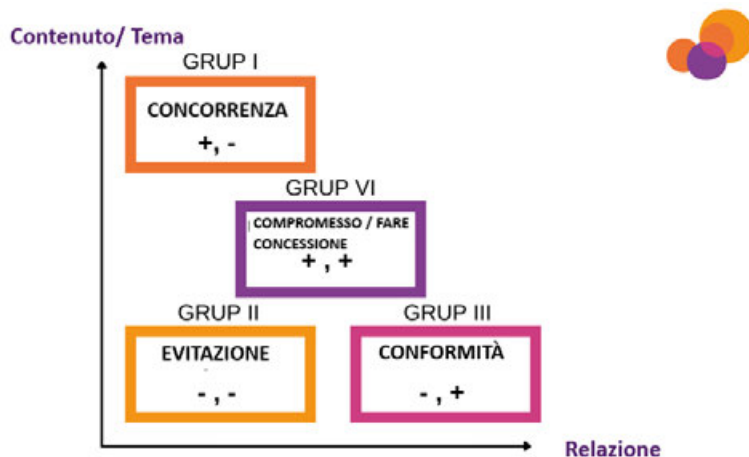 Contenuto/ Tema
GRUP I
CONCORRENZA
+, -
GRUP VI
COMPROMESSO / FARE
CONCESSIONE
+ , +
GRUP II
EVITAZIONE
- , -
GRUP III
CONFORMITÀ
- , +
Relazione